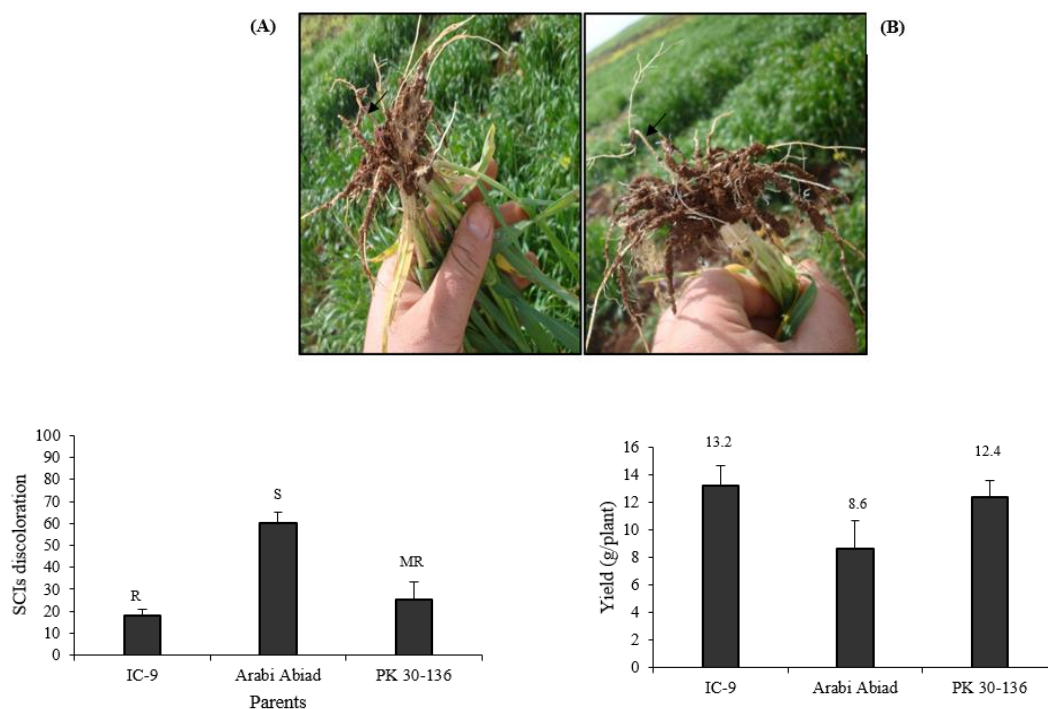 (A)
(B)
SCIs discoloration
100
90
80
70
60
50
40
30
20
10
0
R
S
MR
IC-9 Arabi Abiad PK 30-136
Parents
Yield (g/plant)
16
14
12
10
8
6
4
2
0
13.2
8.6
12.4
IC-9 Arabi Abiad PK 30-136